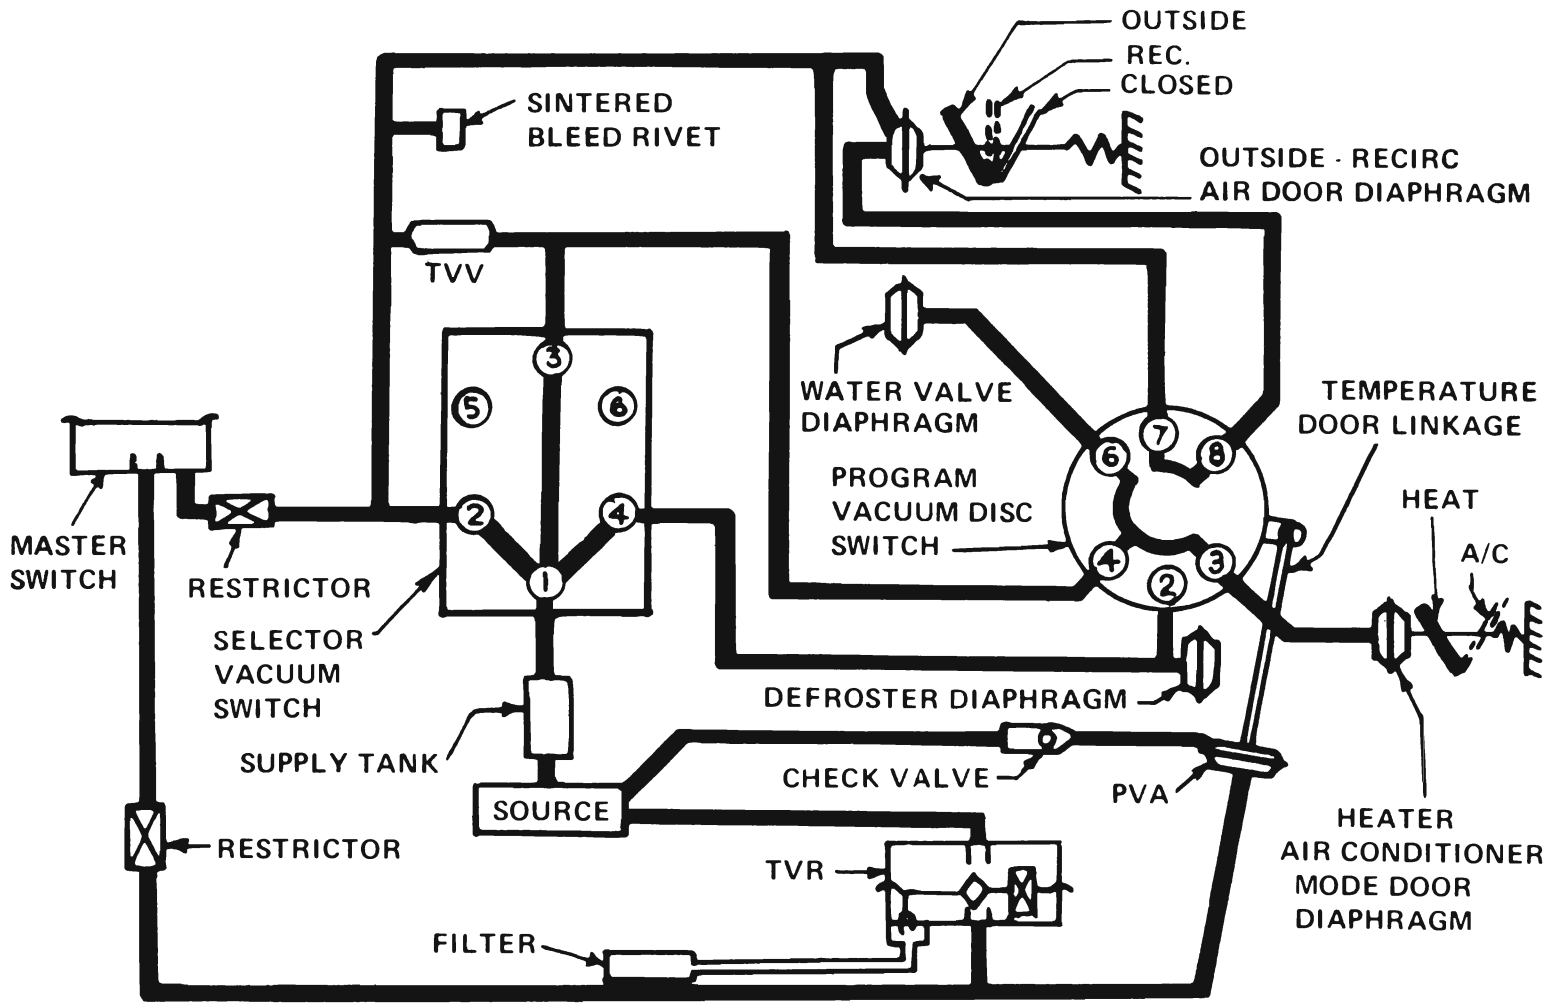 OUTSIDE
REC.
CLOSED
SINTERED
BLEED RIVET
OUTSIDE - RECIRC
AIR DOOR DIAPHRAGM
TVV
3
5
6
2
4
1
WATER VALVE
DIAPHRAGM
TEMPERATURE
DOOR LINKAGE
7
6
8
4
2
3
PROGRAM
VACUUM DISC
SWITCH
HEAT
A/C
MASTER
SWITCH
RESTRICTOR
SELECTOR
VACUUM
SWITCH
DEFROSTER DIAPHRAGM
SUPPLY TANK
CHECK VALVE
PVA
SOURCE
HEATER
AIR CONDITIONER
MODE DOOR
DIAPHRAGM
RESTRICTOR
TVR
FILTER